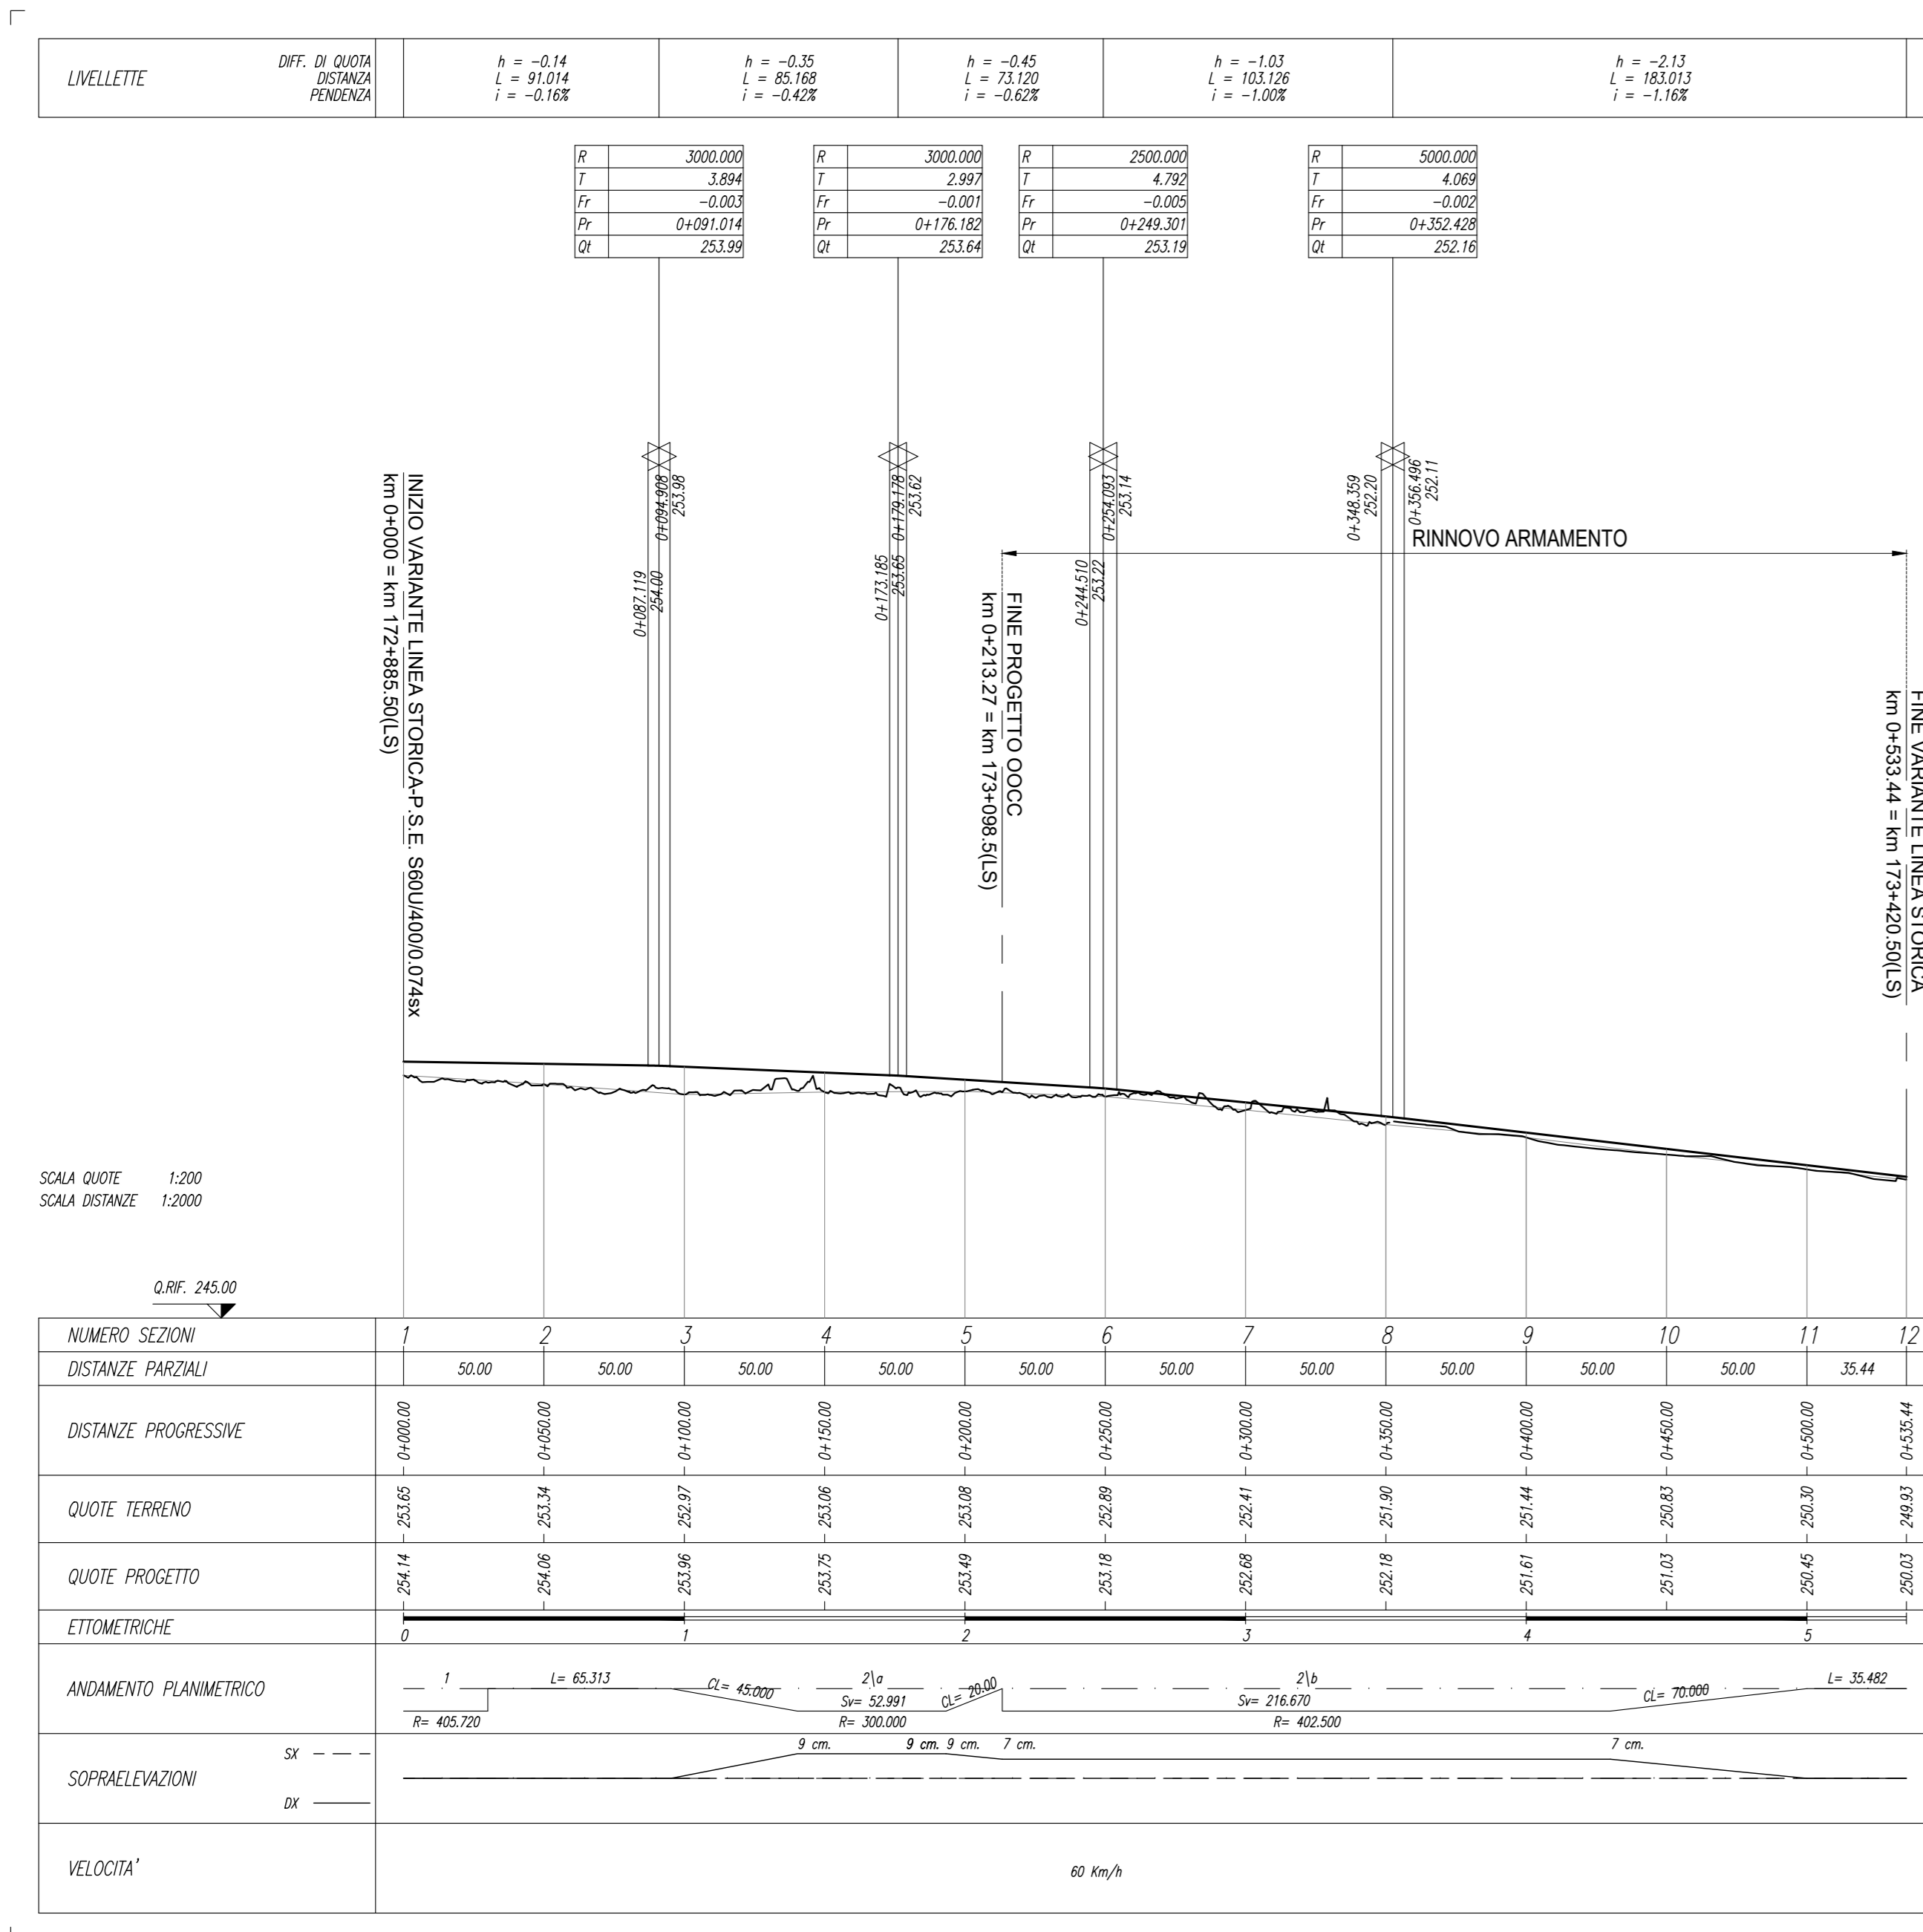 LIVELLETTE
DIFF. DI QUOTA
DISTANZA
PENDENZA
h = -0.14
L = 91.014
i = -0.16%
h = -0.35
L = 85.168
i = -0.42%
h = -0.45
L = 73.120
i = -0.62%
h = -1.03
L = 103.126
i = -1.00%
h = -2.13
L = 183.013
i = -1.16%
R 3000.000
T 3.894
Fr -0.003
Pr 0+091.014
Qt 253.99
R 3000.000
T 2.997
Fr -0.001
Pr 0+176.182
Qt 253.64
R 2500.000
T 4.792
Fr -0.005
Pr 0+249.301
Qt 253.19
R 5000.000
T 4.069
Fr -0.002
Pr 0+352.428
Qt 252.16
INIZIO VARIANTE LINEA STORICA-P.S.E. S60U/400/0.074sx
km 0+000 = km 172+885.50(LS)
0+087.119
254.00
0+094.908
253.98
0+173.185
253.65
0+179.178
253.62
FINE PROGETTO OOCC
km 0+213.27 = km 173+098.5(LS)
0+244.510
253.22
0+254.093
253.14
0+348.359
252.20
0+356.496
252.11
RINNOVO ARMAMENTO
FINE VARIANTE LINEA STORICA
km 0+533.44 = km 173+420.50(LS)
SCALA QUOTE 1:200
SCALA DISTANZE 1:2000
Q.RIF. 245.00
NUMERO SEZIONI 1 2 3 4 5 6 7 8 9 10 11 12
DISTANZE PARZIALI 50.00 50.00 50.00 50.00 50.00 50.00 50.00 50.00 50.00 50.00 35.44
DISTANZE PROGRESSIVE 0+000.00 0+050.00 0+100.00 0+150.00 0+200.00 0+250.00 0+300.00 0+350.00 0+400.00 0+450.00 0+500.00 0+535.44
QUOTE TERRENO 253.65 253.34 252.97 253.06 253.08 252.89 252.41 251.90 251.44 250.83 250.30 249.93
QUOTE PROGETTO 254.14 254.06 253.96 253.75 253.49 253.18 252.68 252.18 251.61 251.03 250.45 250.03
ETTOMETRICHE 0 1 2 3 4 5
ANDAMENTO PLANIMETRICO
1
R= 405.720
L= 65.313
CL= 45.000
2\a
Sv= 52.991
R= 300.000
CL= 20.00
2\b
Sv= 216.670
R= 402.500
CL= 70.000
L= 35.482
SOPRAELEVAZIONI
SX
DX
9 cm. 9 cm. 9 cm. 7 cm. 7 cm.
VELOCITA' 60 Km/h